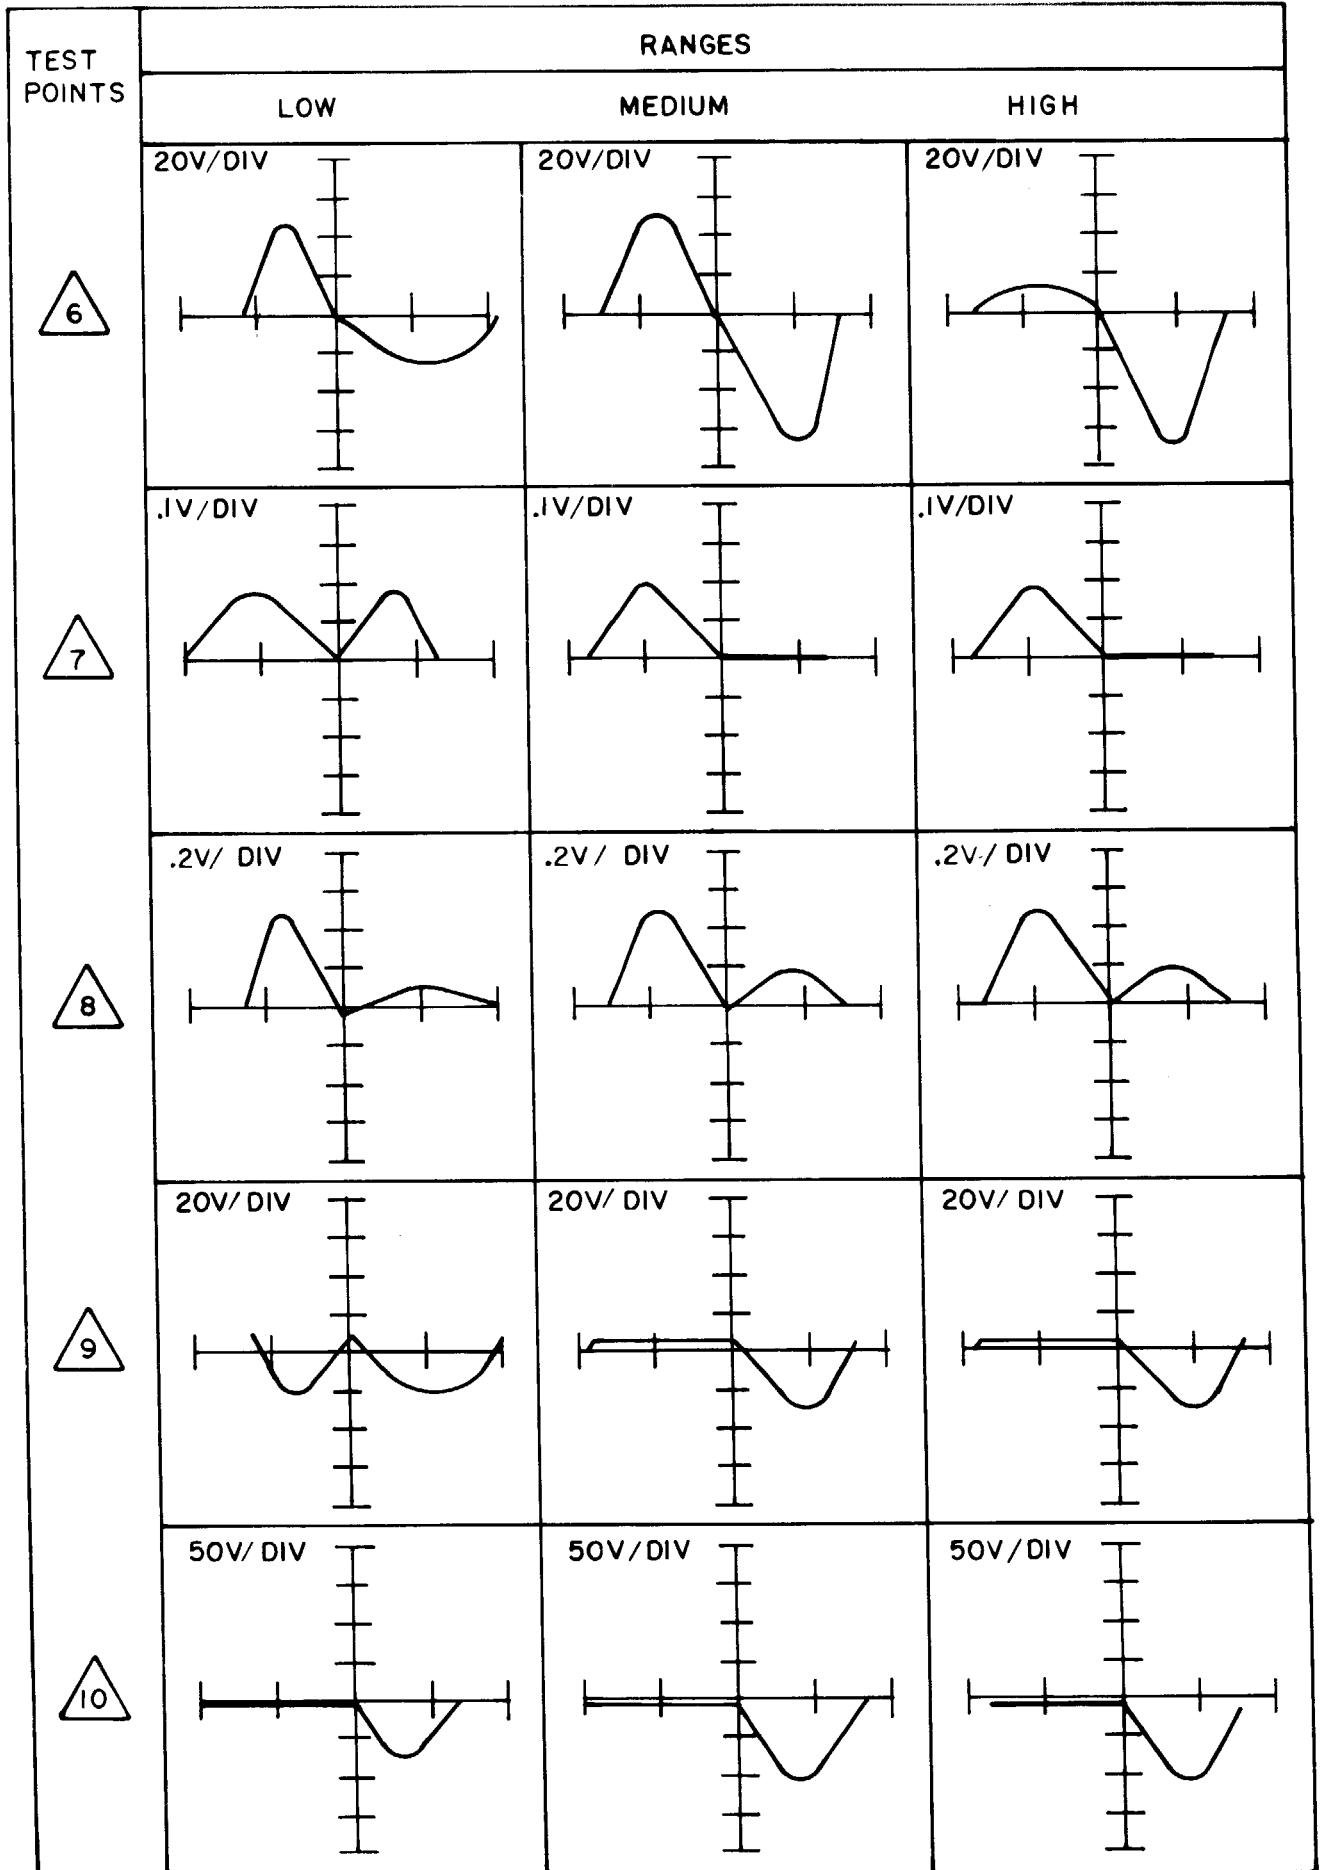 TEST
POINTS
RANGES
LOW MEDIUM HIGH
20V/DIV 20V/DIV 20V/DIV
6
.1V/DIV .1V/DIV .1V/DIV
7
.2V/ DIV .2V/ DIV .2V/ DIV
8
20V/ DIV 20V/ DIV 20V/ DIV
9
50V/ DIV 50V/DIV 50V/DIV
10